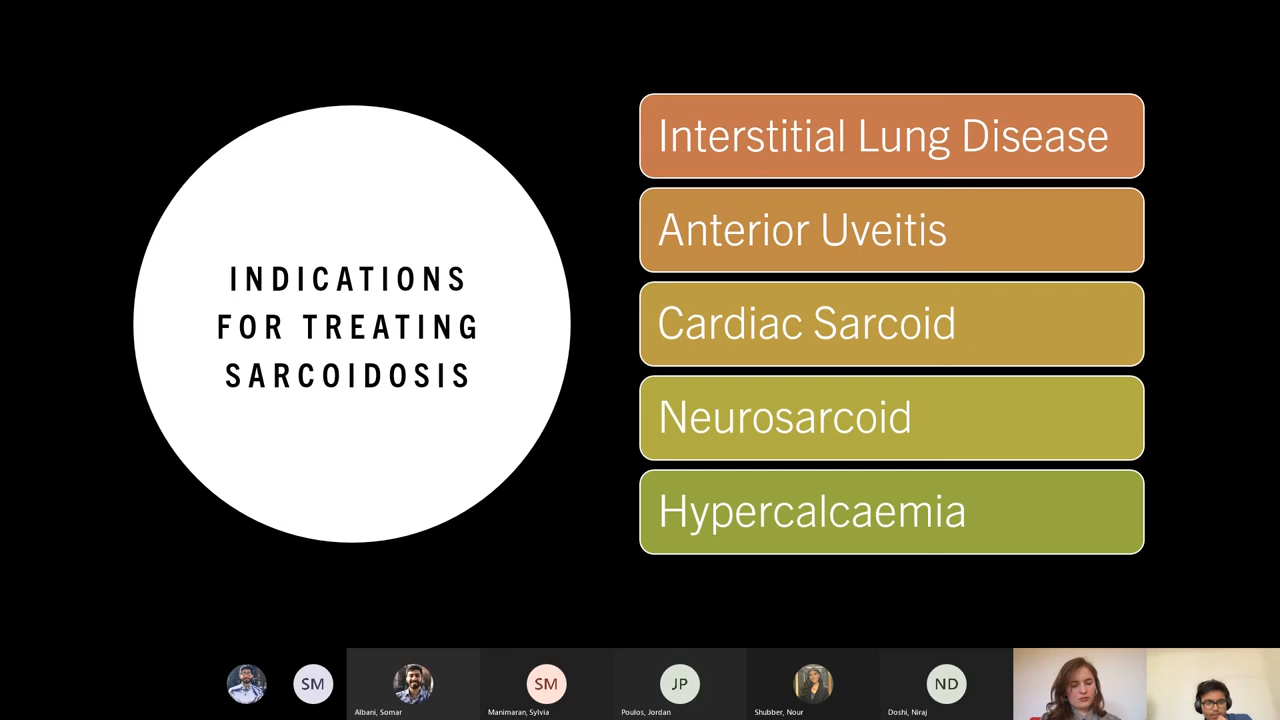 INDICATIONS
FOR TREATING
SARCOIDOSIS
Interstitial Lung Disease
Anterior Uveitis
Cardiac Sarcoid
Neurosarcoid
Hypercalcaemia
SM
SM
JP
ND
Albani, Somar
Manimaran, Sylvia
Poulos, Jordan
Shubber, Nour
Doshi, Niraj